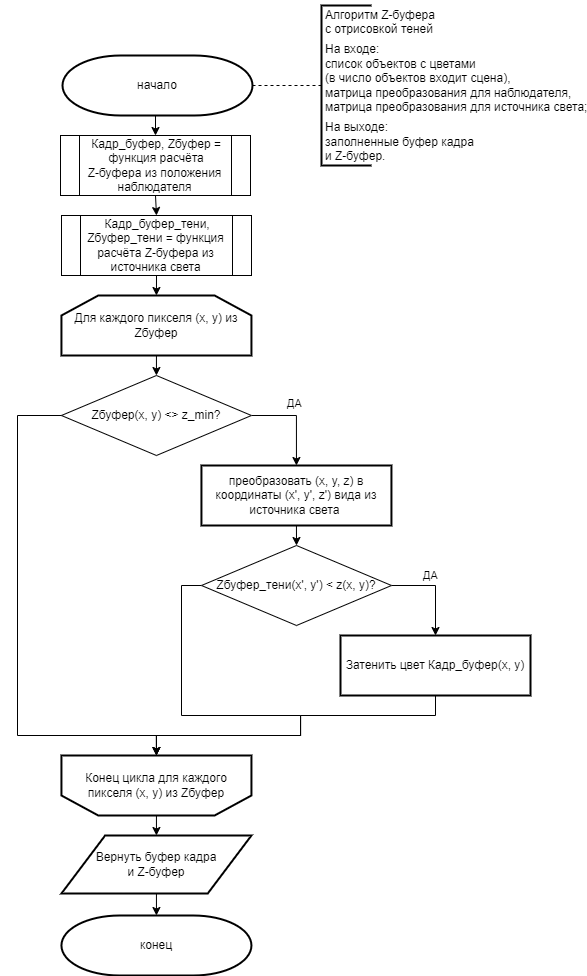 Алгоритм Z-буфера
с отрисовкой теней
На входе:
список объектов с цветами
(в число объектов входит сцена),
матрица преобразования для наблюдателя,
матрица преобразования для источника света;
На выходе:
заполненные буфер кадра
и Z-буфер.
начало
Кадр_буфер, Zбуфер =
функция расчёта
Z-буфера из положения
наблюдателя
Кадр_буфер_тени,
Zбуфер_тени = функция
расчёта Z-буфера из
источника света
Для каждого пикселя (x, y) из
Zбуфер
Zбуфер(x, y) <> z_min?
ДА
преобразовать (x, y, z) в
координаты (x', y', z') вида из
источника света
Zбуфер_тени(x', y') < z(x, y)?
ДА
Затенить цвет Кадр_буфер(x, y)
Конец цикла для каждого
пикселя (x, y) из Zбуфер
Вернуть буфер кадра
и Z-буфер
конец